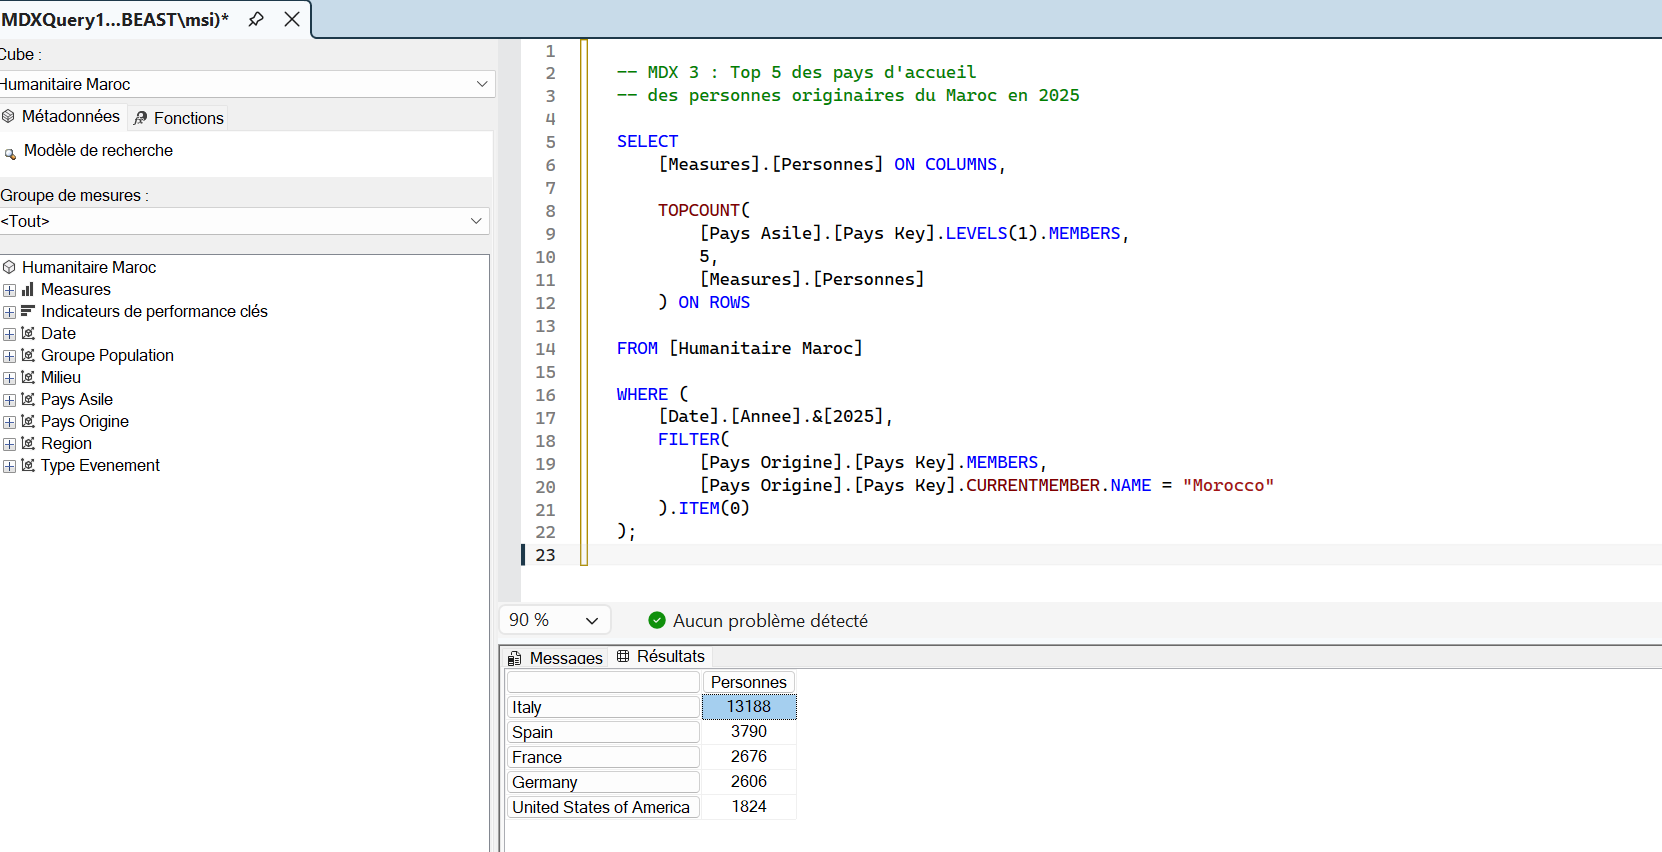 MDXQuery1...BEAST\msi)*
Cube :
Humanitaire Maroc
Métadonnées
Fonctions
Modèle de recherche
Groupe de mesures :
<Tout>
Humanitaire Maroc
Measures
Indicateurs de performance clés
Date
Groupe Population
Milieu
Pays Asile
Pays Origine
Region
Type Evenement
1
2 -- MDX 3 : Top 5 des pays d'accueil
3 -- des personnes originaires du Maroc en 2025
4
5 SELECT
6 [Measures].[Personnes] ON COLUMNS,
7
8 TOPCOUNT(
9 [Pays Asile].[Pays Key].LEVELS(1).MEMBERS,
10 5,
11 [Measures].[Personnes]
12 ) ON ROWS
13
14 FROM [Humanitaire Maroc]
15
16 WHERE (
17 [Date].[Annee].&[2025],
18 FILTER(
19 [Pays Origine].[Pays Key].MEMBERS,
20 [Pays Origine].[Pays Key].CURRENTMEMBER.NAME = "Morocco"
21 ).ITEM(0)
22 );
23
90 %
Aucun problème détecté
Messages
Résultats
Personnes
Italy 13188
Spain 3790
France 2676
Germany 2606
United States of America 1824